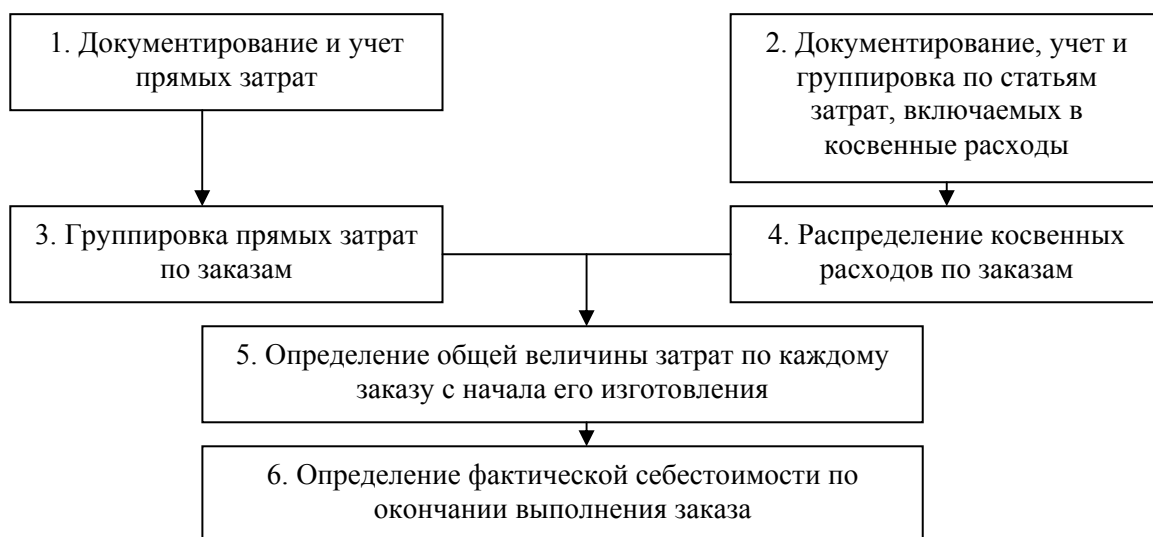 1. Документирование и учет
прямых затрат
2. Документирование, учет и
группировка по статьям
затрат, включаемых в
косвенные расходы
3. Группировка прямых затрат
по заказам
4. Распределение косвенных
расходов по заказам
5. Определение общей величины затрат по каждому
заказу с начала его изготовления
6. Определение фактической себестоимости по
окончании выполнения заказа